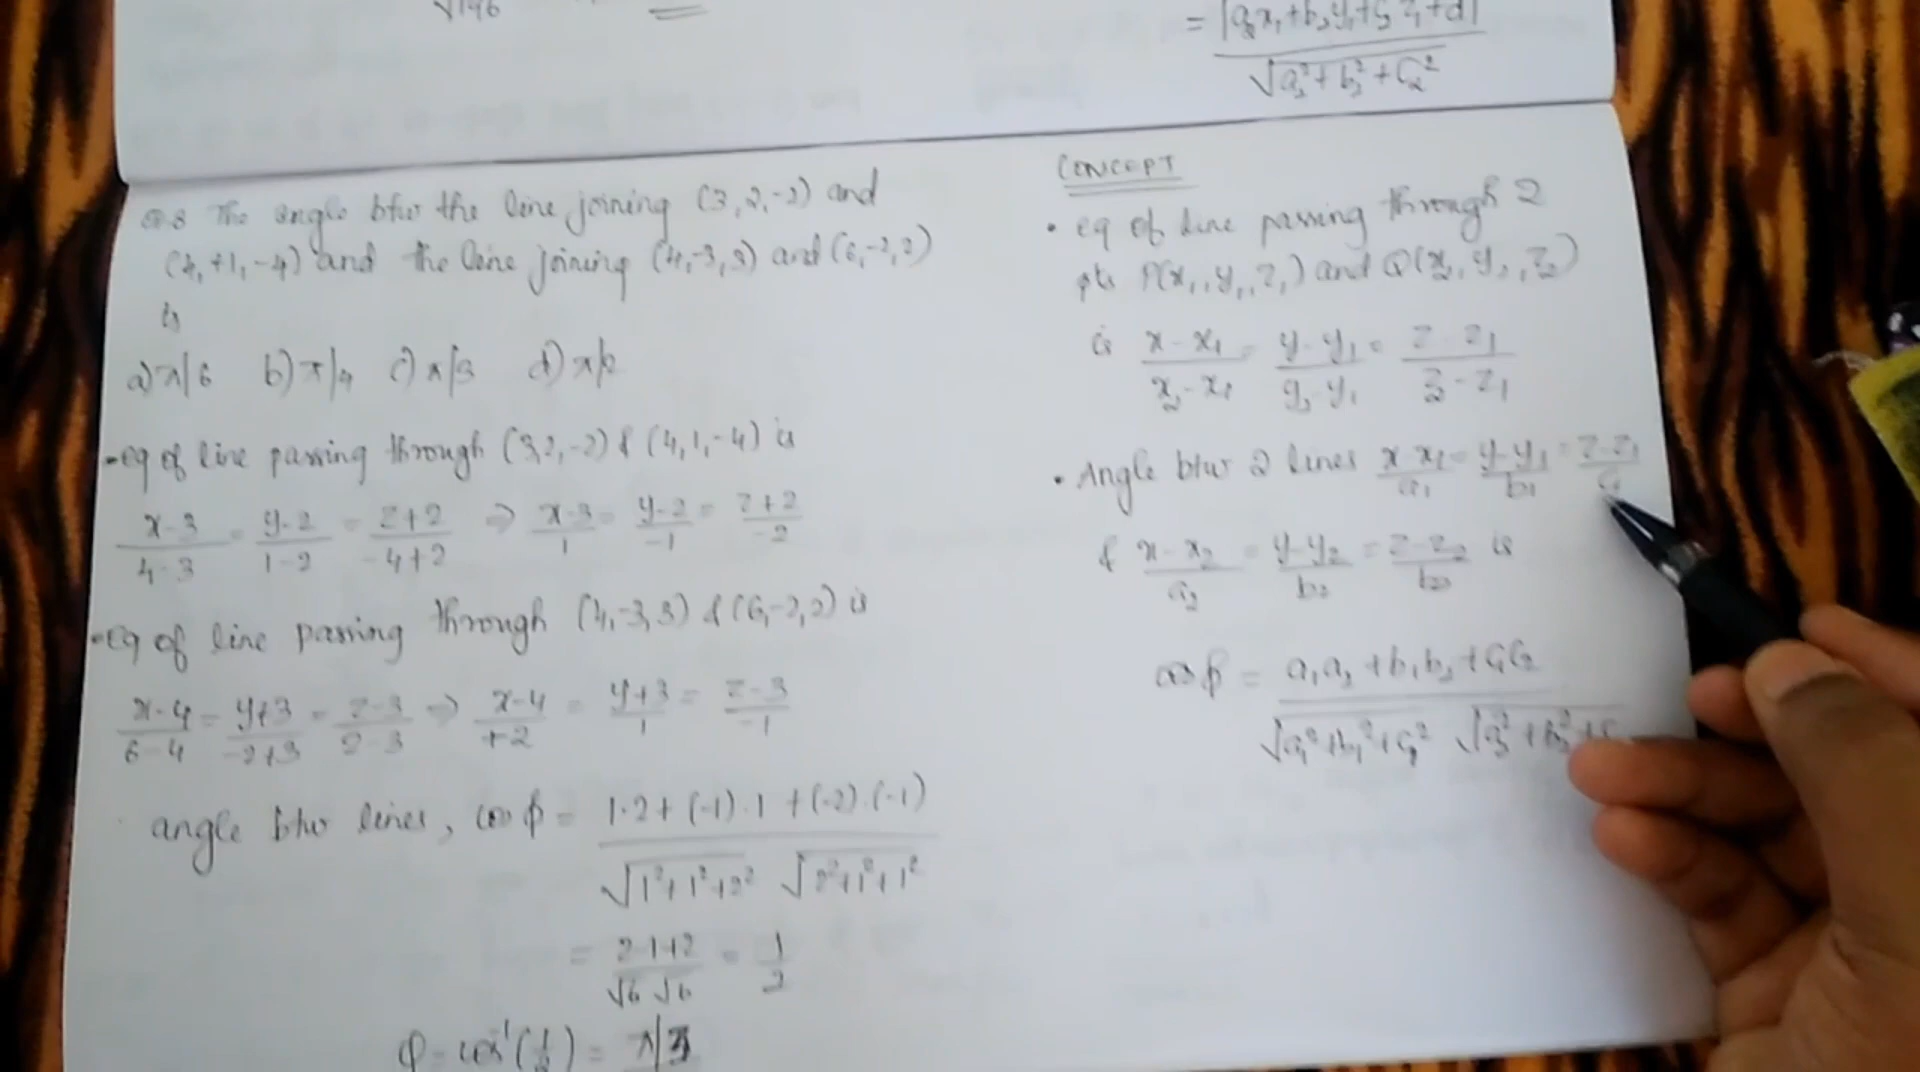 √146
= |a₂x₁+b₂y₁+c₂z₁+d|
√a₂²+b₂²+c₂²
Q.3 The angle btw the line joining (3,2,-2) and
(4,+1,-4) and the line joining (4,-3,3) and (6,-2,2)
is
a) π/6 b) π/4 c) π/3 d) π/2
-eq of line passing through (3,2,-2) & (4,1,-4) is
x-3/4-3 = y-2/1-2 = z+2/-4+2 ⇒ x-3/1 = y-2/-1 = z+2/-2
-eq of line passing through (4,-3,3) & (6,-2,2) is
x-4/6-4 = y+3/-2+3 = z-3/2-3 ⇒ x-4/+2 = y+3/1 = z-3/-1
angle btw lines, cos ϕ = 1·2+(-1)·1+(-2)·(-1)
√1²+1²+2² √2²+1²+1²
= 2-1+2/√6 √6 = 1/2
ϕ = cos⁻¹(1/2) = π/3
CONCEPT
• eq of line passing through 2
pts P(x₁,y₁,z₁) and Q(x₂,y₂,z₂)
is x-x₁/x₂-x₁ = y-y₁/y₂-y₁ = z-z₁/z₂-z₁
• Angle btw 2 lines x-x₁/a₁ = y-y₁/b₁ = z-z₁/c₁
& x-x₂/a₂ = y-y₂/b₂ = z-z₂/b₂ is
cos ϕ = a₁a₂+b₁b₂+c₁c₂
√a₁²+b₁²+c₁² √a₂²+b₂²+c